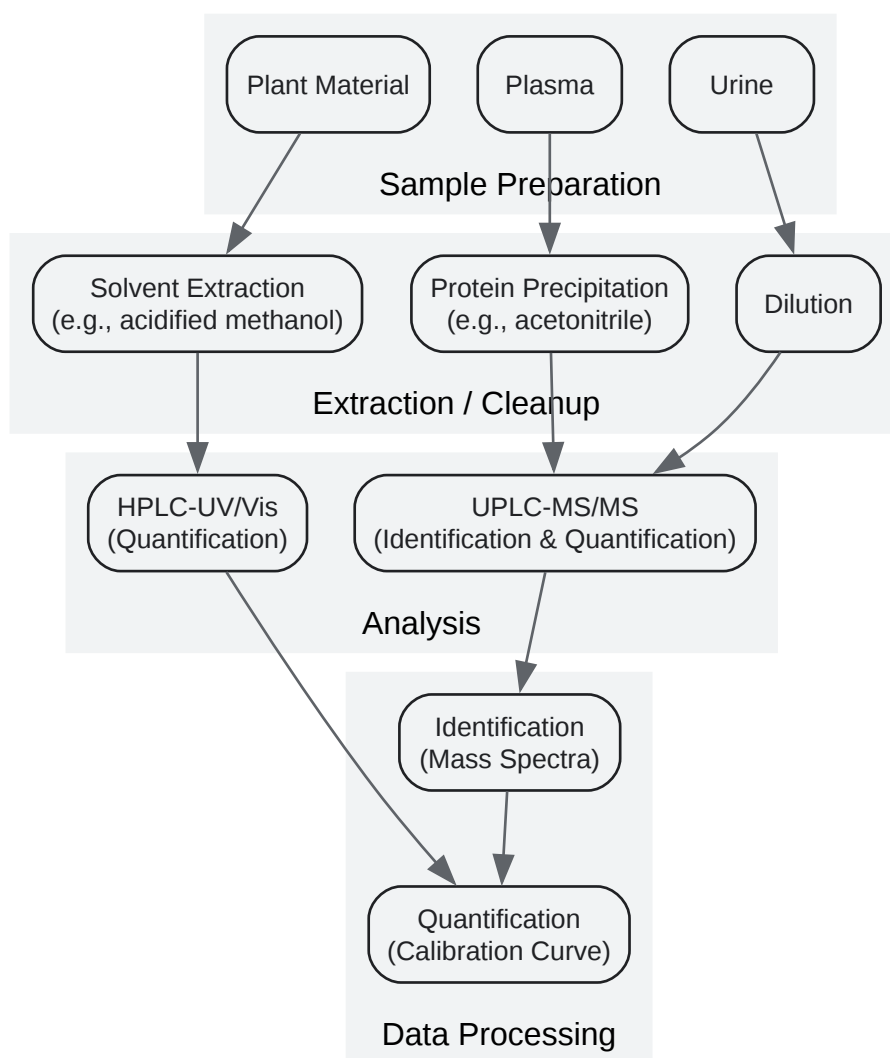 Plant Material
Plasma
Urine
Sample Preparation
Solvent Extraction
(e.g., acidified methanol)
Protein Precipitation
(e.g., acetonitrile)
Dilution
Extraction / Cleanup
HPLC-UV/Vis
(Quantification)
UPLC-MS/MS
(Identification & Quantification)
Analysis
Identification
(Mass Spectra)
Quantification
(Calibration Curve)
Data Processing